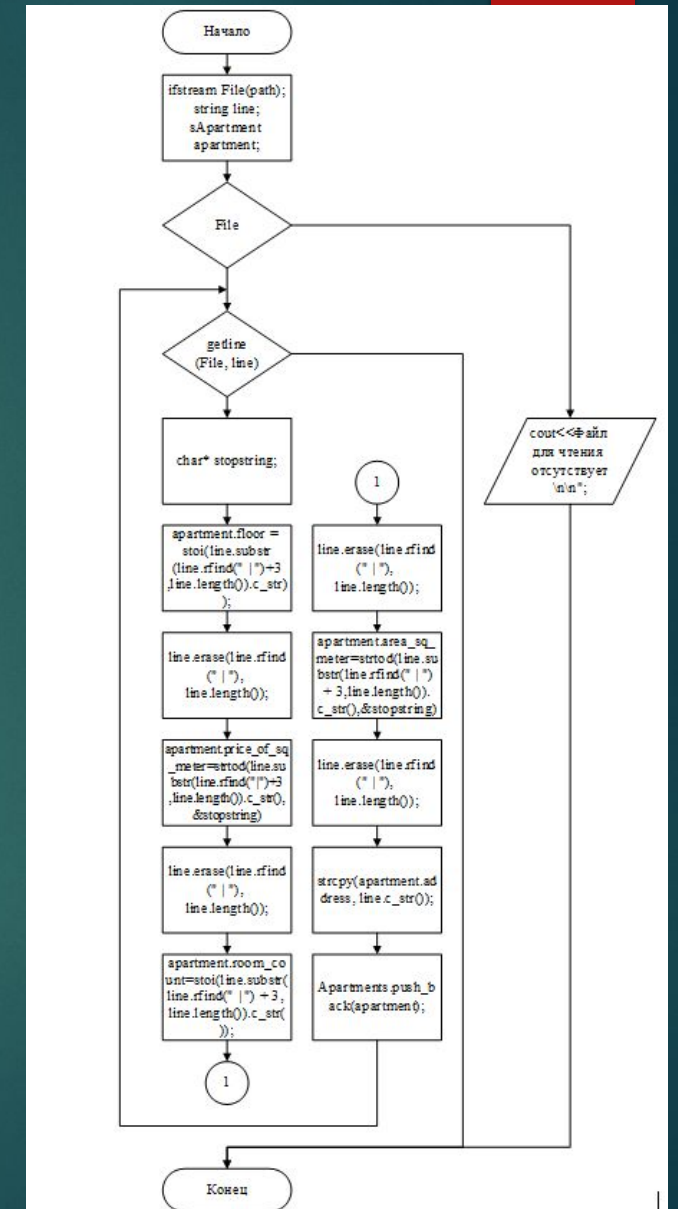 Начало
ifstream File(path);
string line;
sApartment
apartment;
File
getline
(File, line)
char* stopstring;
apartment.floor =
stoi(line.substr
(line.rfind(" |")+3
,line.length()).c_str)
);
line.erase(line.rfind
(" | "),
line.length());
apartment.price_of_sq
_meter=strtod(line.su
bstr(line.rfind("|")+3
,line.length()).c_str(),
&stopstring)
line.erase(line.rfind
(" | "),
line.length());
apartment.room_co
unt=stoi(line.substr(
line.rfind(" |") + 3,
line.length()).c_str(
));
1
1
line.erase(line.rfind
(" | "),
line.length());
apartment.area_sq_
meter=strtod(line.su
bstr(line.rfind(" | ")
+ 3,line.length()).
c_str(),&stopstring)
line.erase(line.rfind
(" | "),
line.length());
strcpy(apartment.ad
dress, line.c_str());
Apartments.push_b
ack(apartment);
cout<<Файл
для чтения
отсутствует
\n\n";
Конец